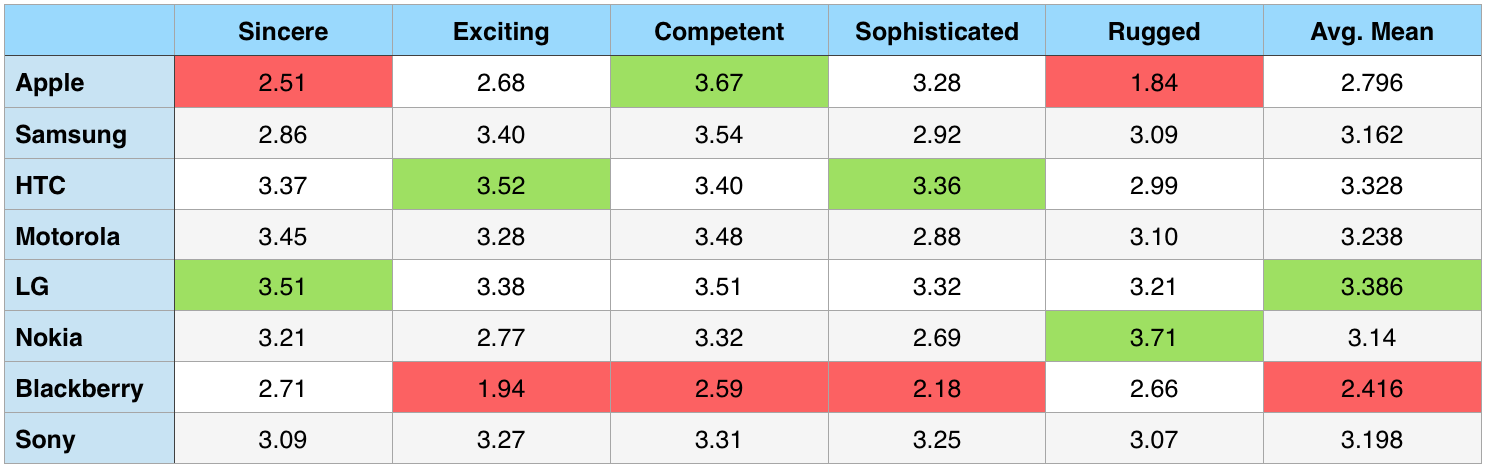 Sincere Exciting Competent Sophisticated Rugged Avg. Mean
Apple 2.51 2.68 3.67 3.28 1.84 2.796
Samsung 2.86 3.40 3.54 2.92 3.09 3.162
HTC 3.37 3.52 3.40 3.36 2.99 3.328
Motorola 3.45 3.28 3.48 2.88 3.10 3.238
LG 3.51 3.38 3.51 3.32 3.21 3.386
Nokia 3.21 2.77 3.32 2.69 3.71 3.14
Blackberry 2.71 1.94 2.59 2.18 2.66 2.416
Sony 3.09 3.27 3.31 3.25 3.07 3.198